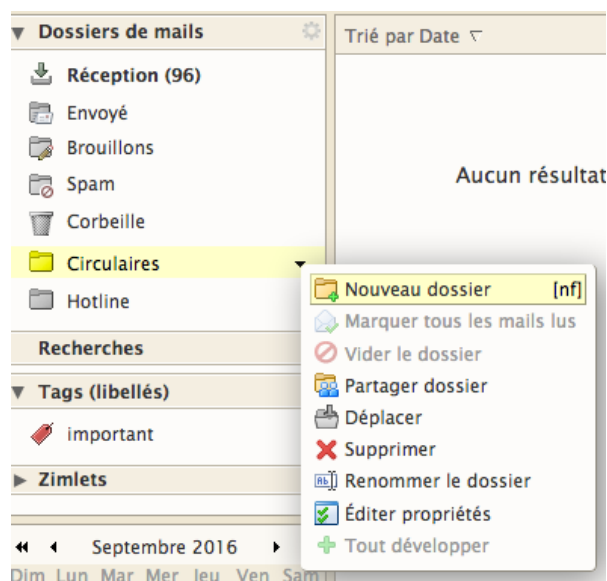 Dossiers de mails
Trié par Date
Réception (96)
Envoyé
Brouillons
Spam
Aucun résultat
Corbeille
Circulaires
Hotline
Nouveau dossier [nf]
Marquer tous les mails lus
Vider le dossier
Partager dossier
Déplacer
Supprimer
Renommer le dossier
Éditer propriétés
Tout développer
Recherches
Tags (libellés)
important
Zimlets
Septembre 2016
Dim Lun Mar Mer Jeu Ven Sam